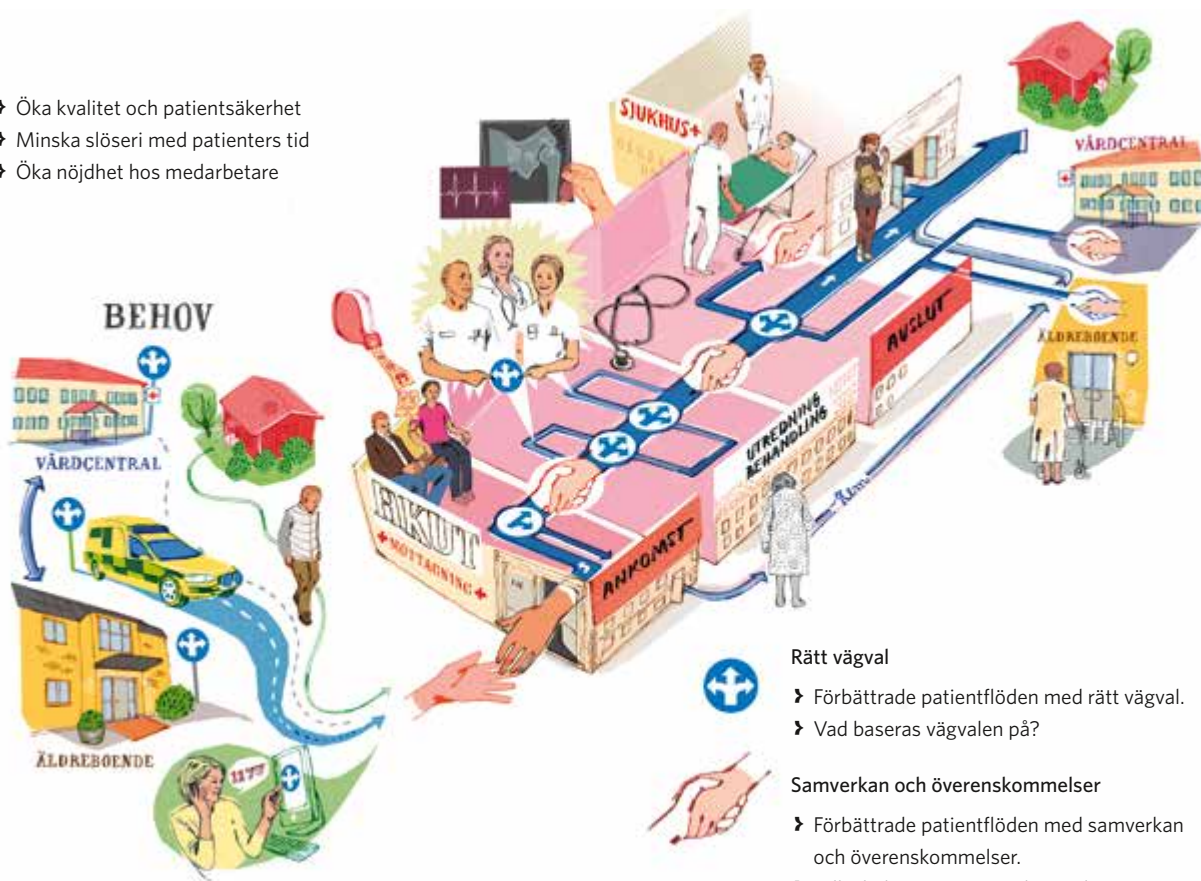 Öka kvalitet och patientsäkerhet
Minska slöseri med patienters tid
Öka nöjdhet hos medarbetare
SJUKHUS+
VÅRDCENTRAL
BEHOV
VÅRDCENTRAL
ÄLDREBOENDE
1177
AKUT
+ MOTTAGNING +
ANKOMST
UTREDNING
BEHANDLING
AVSLUT
ÄLDREBOENDE
Rätt vägval
Förbättrade patientflöden med rätt vägval.
Vad baseras vägvalen på?
Samverkan och överenskommelser
Förbättrade patientflöden med samverkan
och överenskommelser.